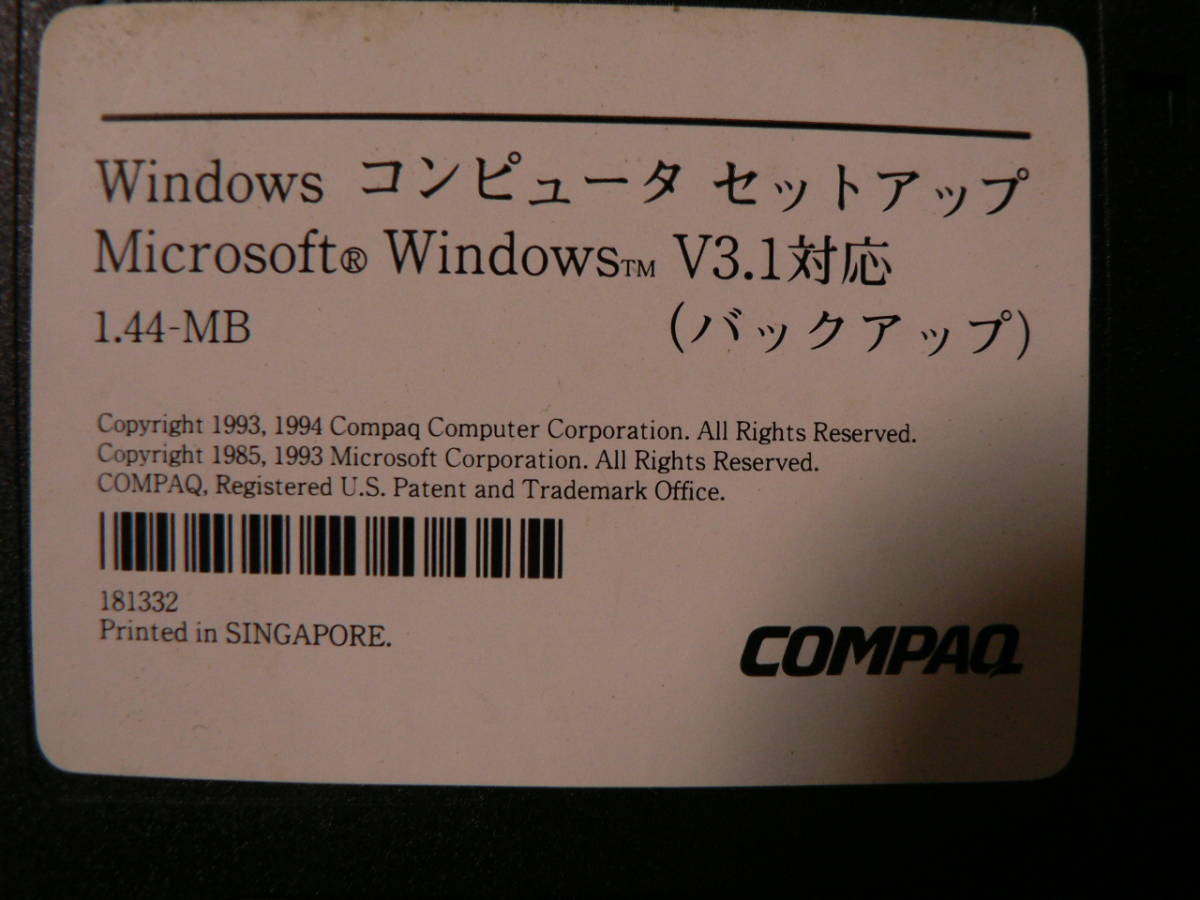 Windows コンピュータ セットアップ
Microsoft® Windows™ V3.1対応
1.44-MB (バックアップ)
Copyright 1993, 1994 Compaq Computer Corporation. All Rights Reserved.
Copyright 1985, 1993 Microsoft Corporation. All Rights Reserved.
COMPAQ, Registered U.S. Patent and Trademark Office.
181332
Printed in SINGAPORE.
COMPAQ